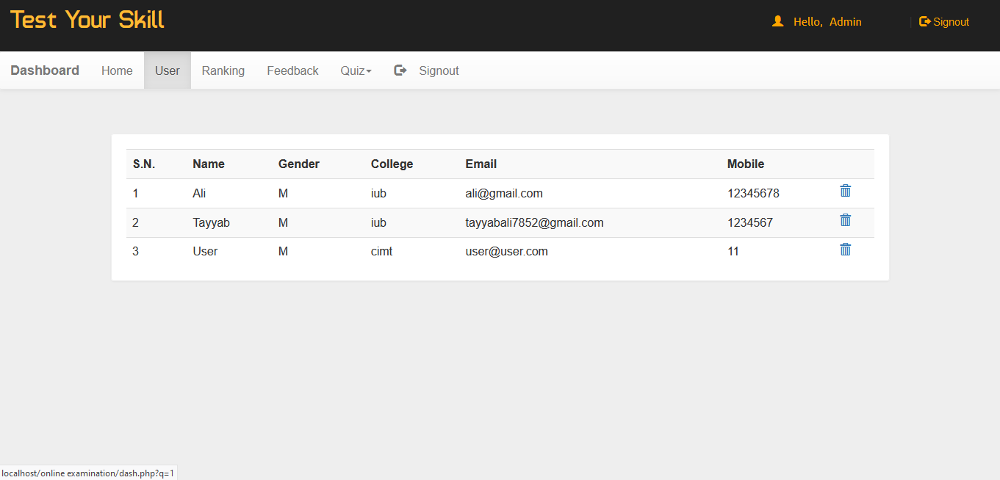 Test Your Skill
Hello, Admin
Signout
Dashboard Home User Ranking Feedback Quiz Signout
S.N. Name Gender College Email Mobile
1 Ali M iub ali@gmail.com 12345678
2 Tayyab M iub tayyabali7852@gmail.com 1234567
3 User M cimt user@user.com 11
localhost/online examination/dash.php?q=1